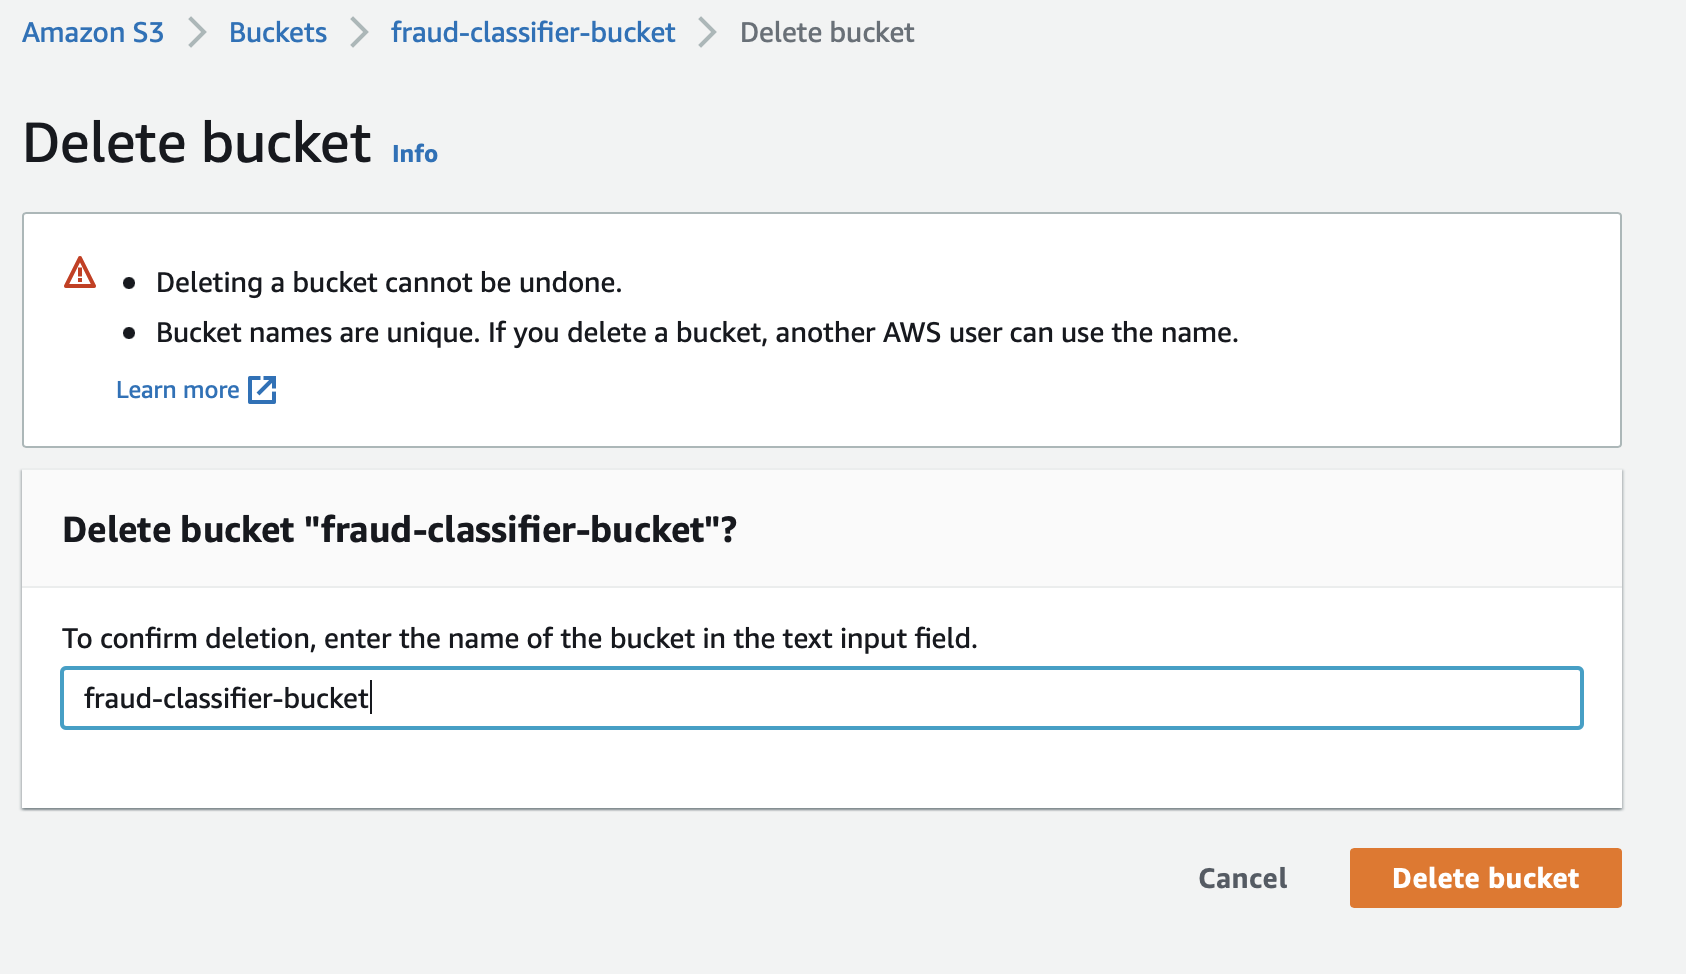 Amazon S3 > Buckets > fraud-classifier-bucket > Delete bucket
Delete bucket Info
• Deleting a bucket cannot be undone.
• Bucket names are unique. If you delete a bucket, another AWS user can use the name.
Learn more
Delete bucket "fraud-classifier-bucket"?
To confirm deletion, enter the name of the bucket in the text input field.
fraud-classifier-bucket
Cancel Delete bucket